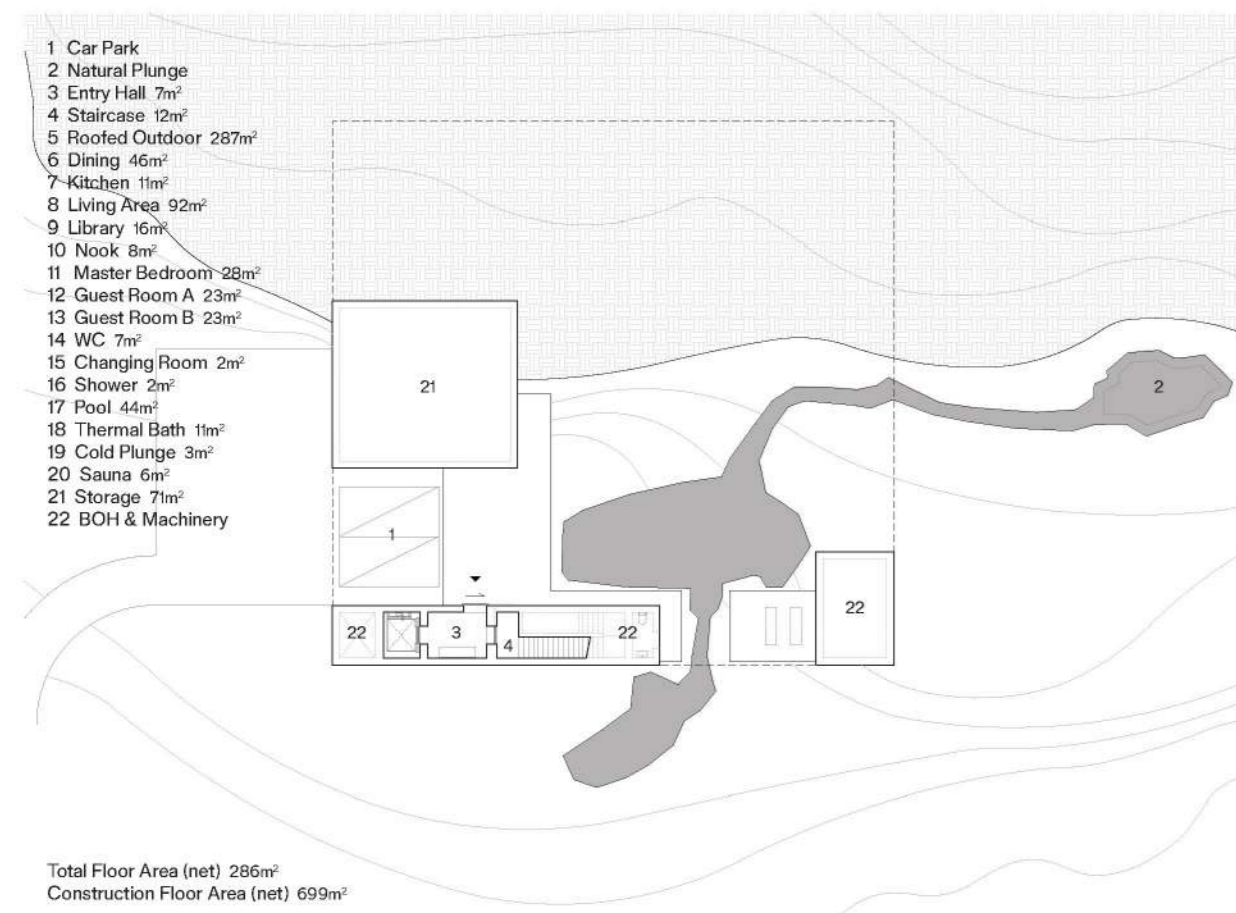 1 Car Park
2 Natural Plunge
3 Entry Hall 7m²
4 Staircase 12m²
5 Roofed Outdoor 287m²
6 Dining 46m²
7 Kitchen 11m²
8 Living Area 92m²
9 Library 16m²
10 Nook 8m²
11 Master Bedroom 28m²
12 Guest Room A 23m²
13 Guest Room B 23m²
14 WC 7m²
15 Changing Room 2m²
16 Shower 2m²
17 Pool 44m²
18 Thermal Bath 11m²
19 Cold Plunge 3m²
20 Sauna 6m²
21 Storage 71m²
22 BOH & Machinery
21
2
1
22
22
3
22
4
Total Floor Area (net) 286m²
Construction Floor Area (net) 699m²